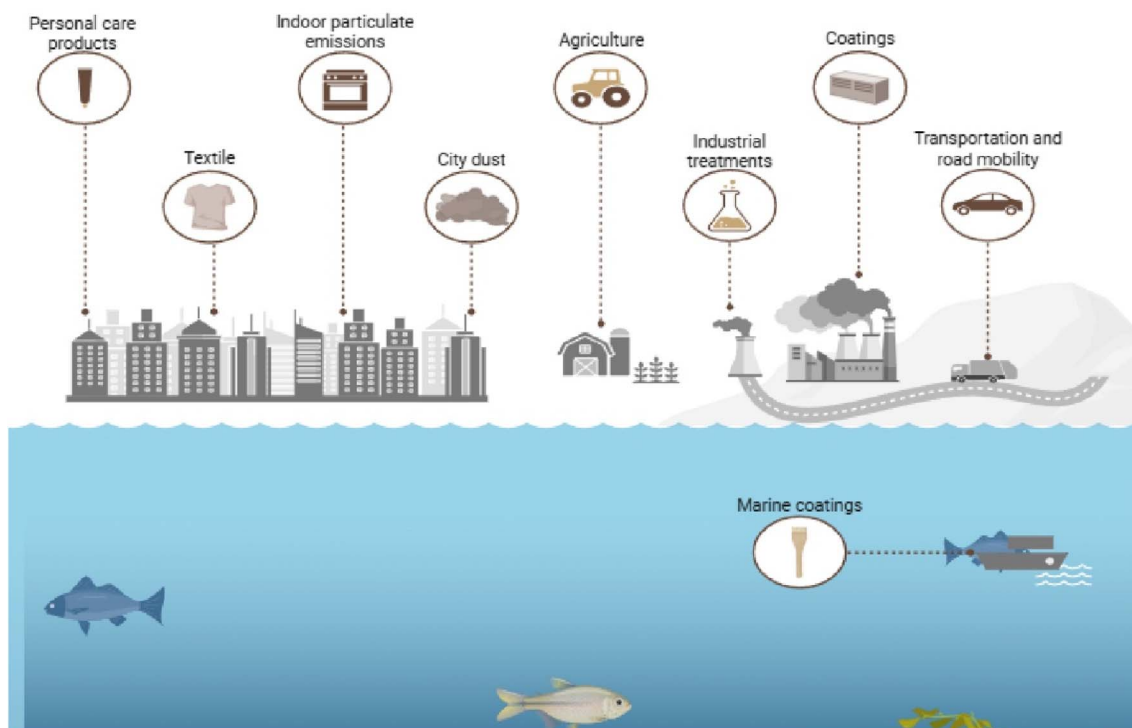 Personal care
products
Indoor particulate
emissions
Agriculture
Coatings
Textile
City dust
Industrial
treatments
Transportation and
road mobility
Marine coatings